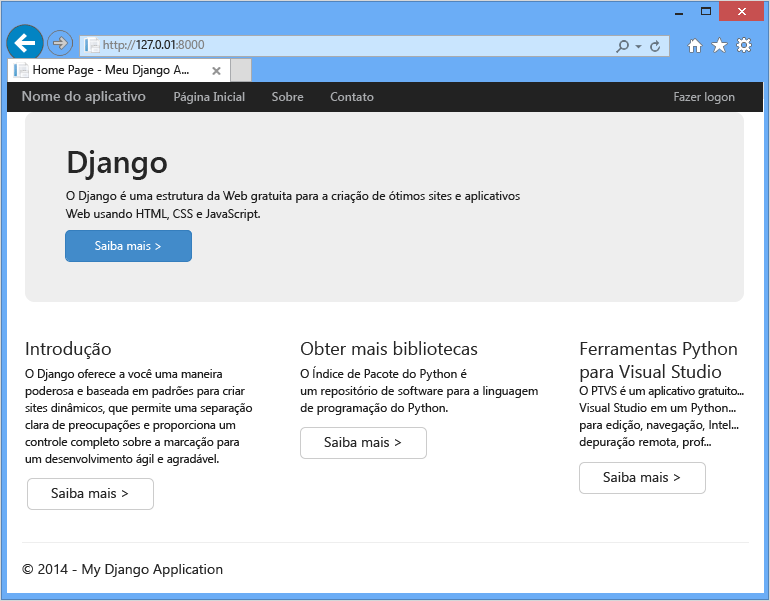 http://127.0.01:8000
Home Page - Meu Django A...
Nome do aplicativo Página Inicial Sobre Contato Fazer logon
Django
O Django é uma estrutura da Web gratuita para a criação de ótimos sites e aplicativos
Web usando HTML, CSS e JavaScript.
Saiba mais >
Introdução
O Django oferece a você uma maneira
poderosa e baseada em padrões para criar
sites dinâmicos, que permite uma separação
clara de preocupações e proporciona um
controle completo sobre a marcação para
um desenvolvimento ágil e agradável.
Saiba mais >
Obter mais bibliotecas
O Índice de Pacote do Python é
um repositório de software para a linguagem
de programação do Python.
Saiba mais >
Ferramentas Python
para Visual Studio
O PTVS é um aplicativo gratuito...
Visual Studio em um Python...
para edição, navegação, Intel...
depuração remota, prof...
Saiba mais >
© 2014 - My Django Application